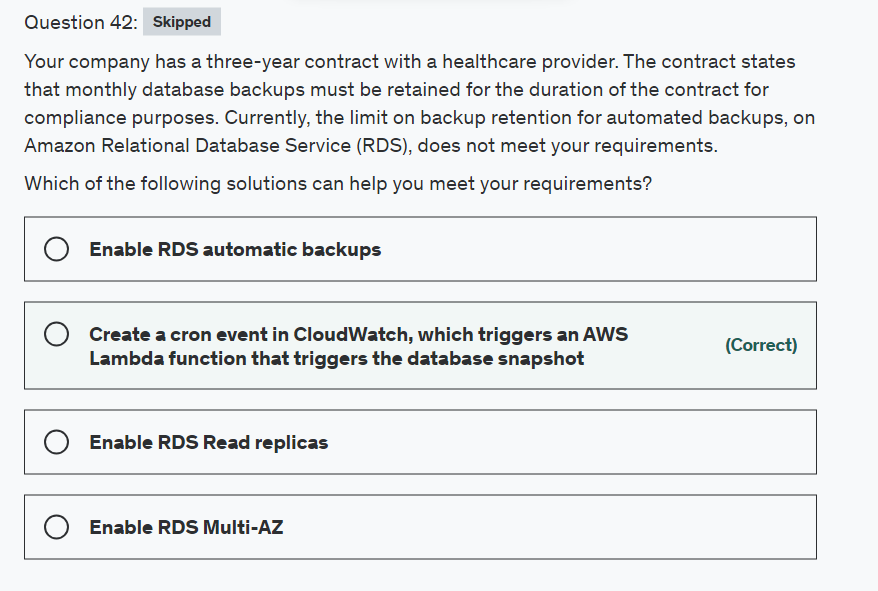 Question 42: Skipped
Your company has a three-year contract with a healthcare provider. The contract states
that monthly database backups must be retained for the duration of the contract for
compliance purposes. Currently, the limit on backup retention for automated backups, on
Amazon Relational Database Service (RDS), does not meet your requirements.
Which of the following solutions can help you meet your requirements?
Enable RDS automatic backups
Create a cron event in CloudWatch, which triggers an AWS
Lambda function that triggers the database snapshot
(Correct)
Enable RDS Read replicas
Enable RDS Multi-AZ